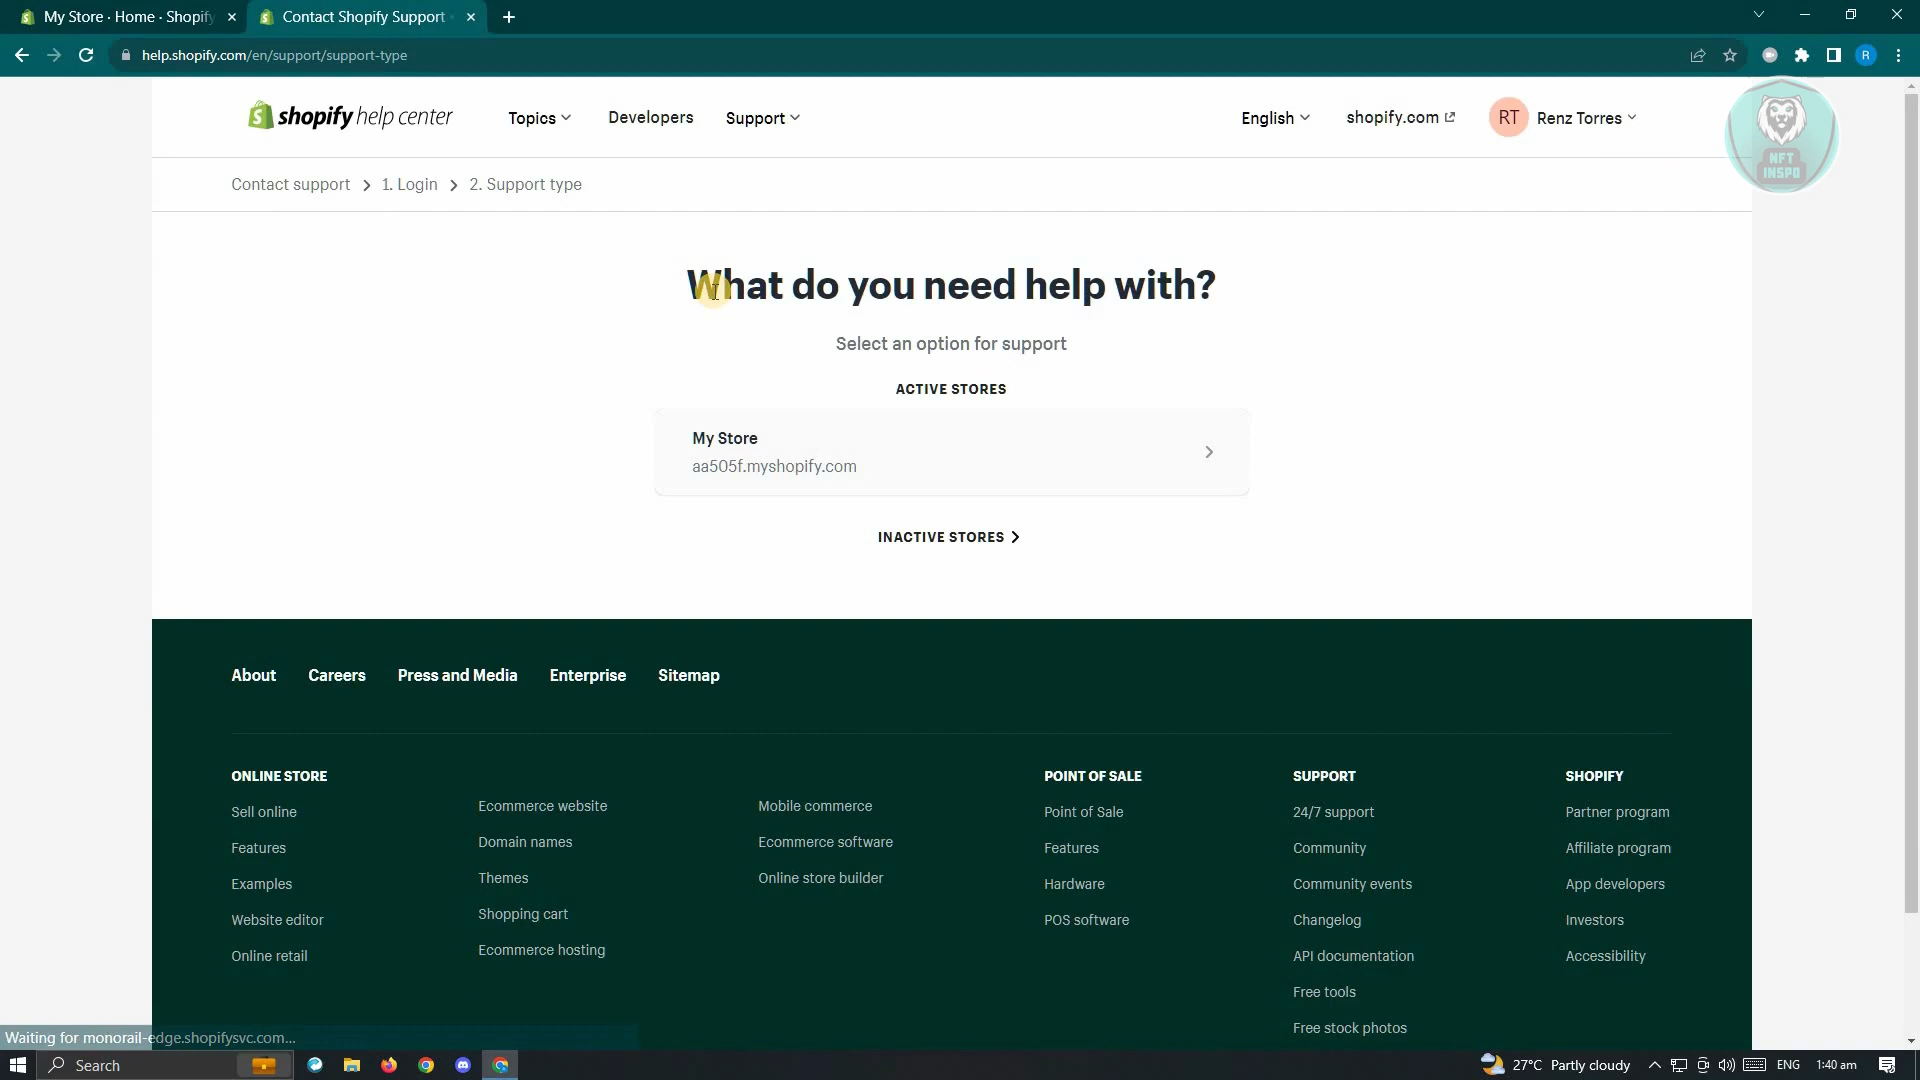 My Store · Home · Shopify
Contact Shopify Support
help.shopify.com/en/support/support-type
R
shopify help center
Topics
Developers
Support
English
shopify.com
RT
Renz Torres
NFT
INSPO
Contact support
1. Login
2. Support type
What do you need help with?
Select an option for support
ACTIVE STORES
My Store
aa505f.myshopify.com
INACTIVE STORES
About
Careers
Press and Media
Enterprise
Sitemap
ONLINE STORE
Sell online
Features
Examples
Website editor
Online retail
Ecommerce website
Domain names
Themes
Shopping cart
Ecommerce hosting
Mobile commerce
Ecommerce software
Online store builder
POINT OF SALE
Point of Sale
Features
Hardware
POS software
SUPPORT
24/7 support
Community
Community events
Changelog
API documentation
Free tools
Free stock photos
SHOPIFY
Partner program
Affiliate program
App developers
Investors
Accessibility
Waiting for monorail-edge.shopifysvc.com...
Search
27°C Partly cloudy
ENG
1:40 am